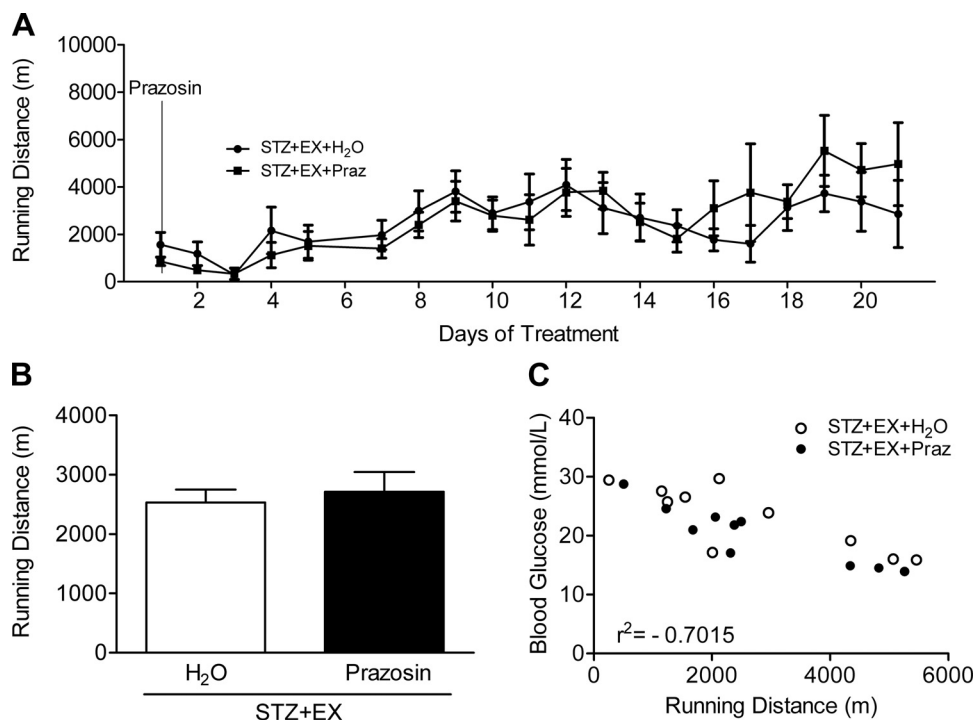 A
Running Distance (m)
10000
8000
6000
4000
2000
0
Prazosin
STZ+EX+H₂O
STZ+EX+Praz
2 4 6 8 10 12 14 16 18 20
Days of Treatment
B
Running Distance (m)
4000
3000
2000
1000
0
H₂O Prazosin
STZ+EX
C
Blood Glucose (mmol/L)
40
30
20
10
0
STZ+EX+H₂O
STZ+EX+Praz
r²= - 0.7015
0 2000 4000 6000
Running Distance (m)